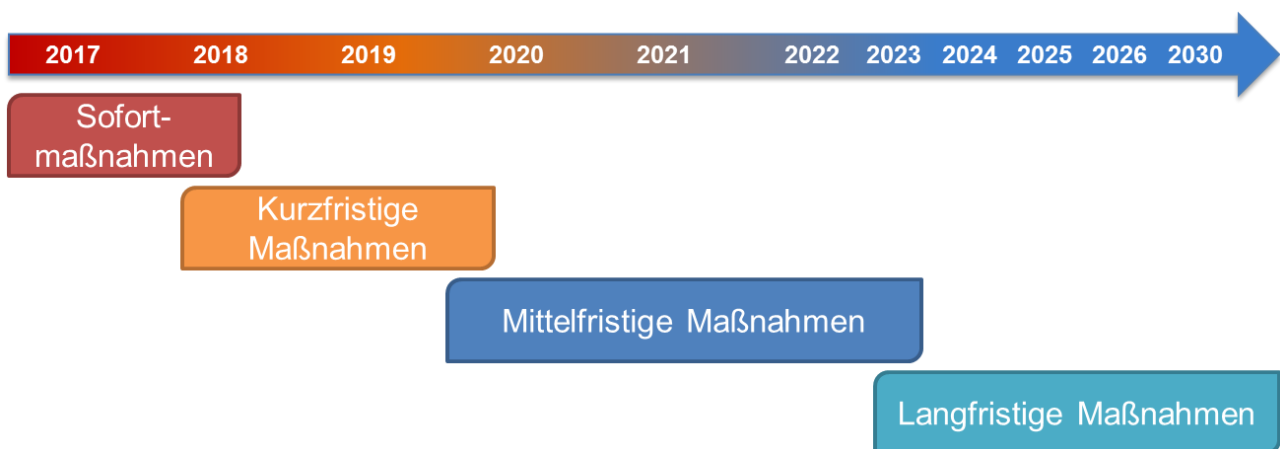 2017 2018 2019 2020 2021 2022 2023 2024 2025 2026 2030
Sofort-
maßnahmen
Kurzfristige
Maßnahmen
Mittelfristige Maßnahmen
Langfristige Maßnahmen